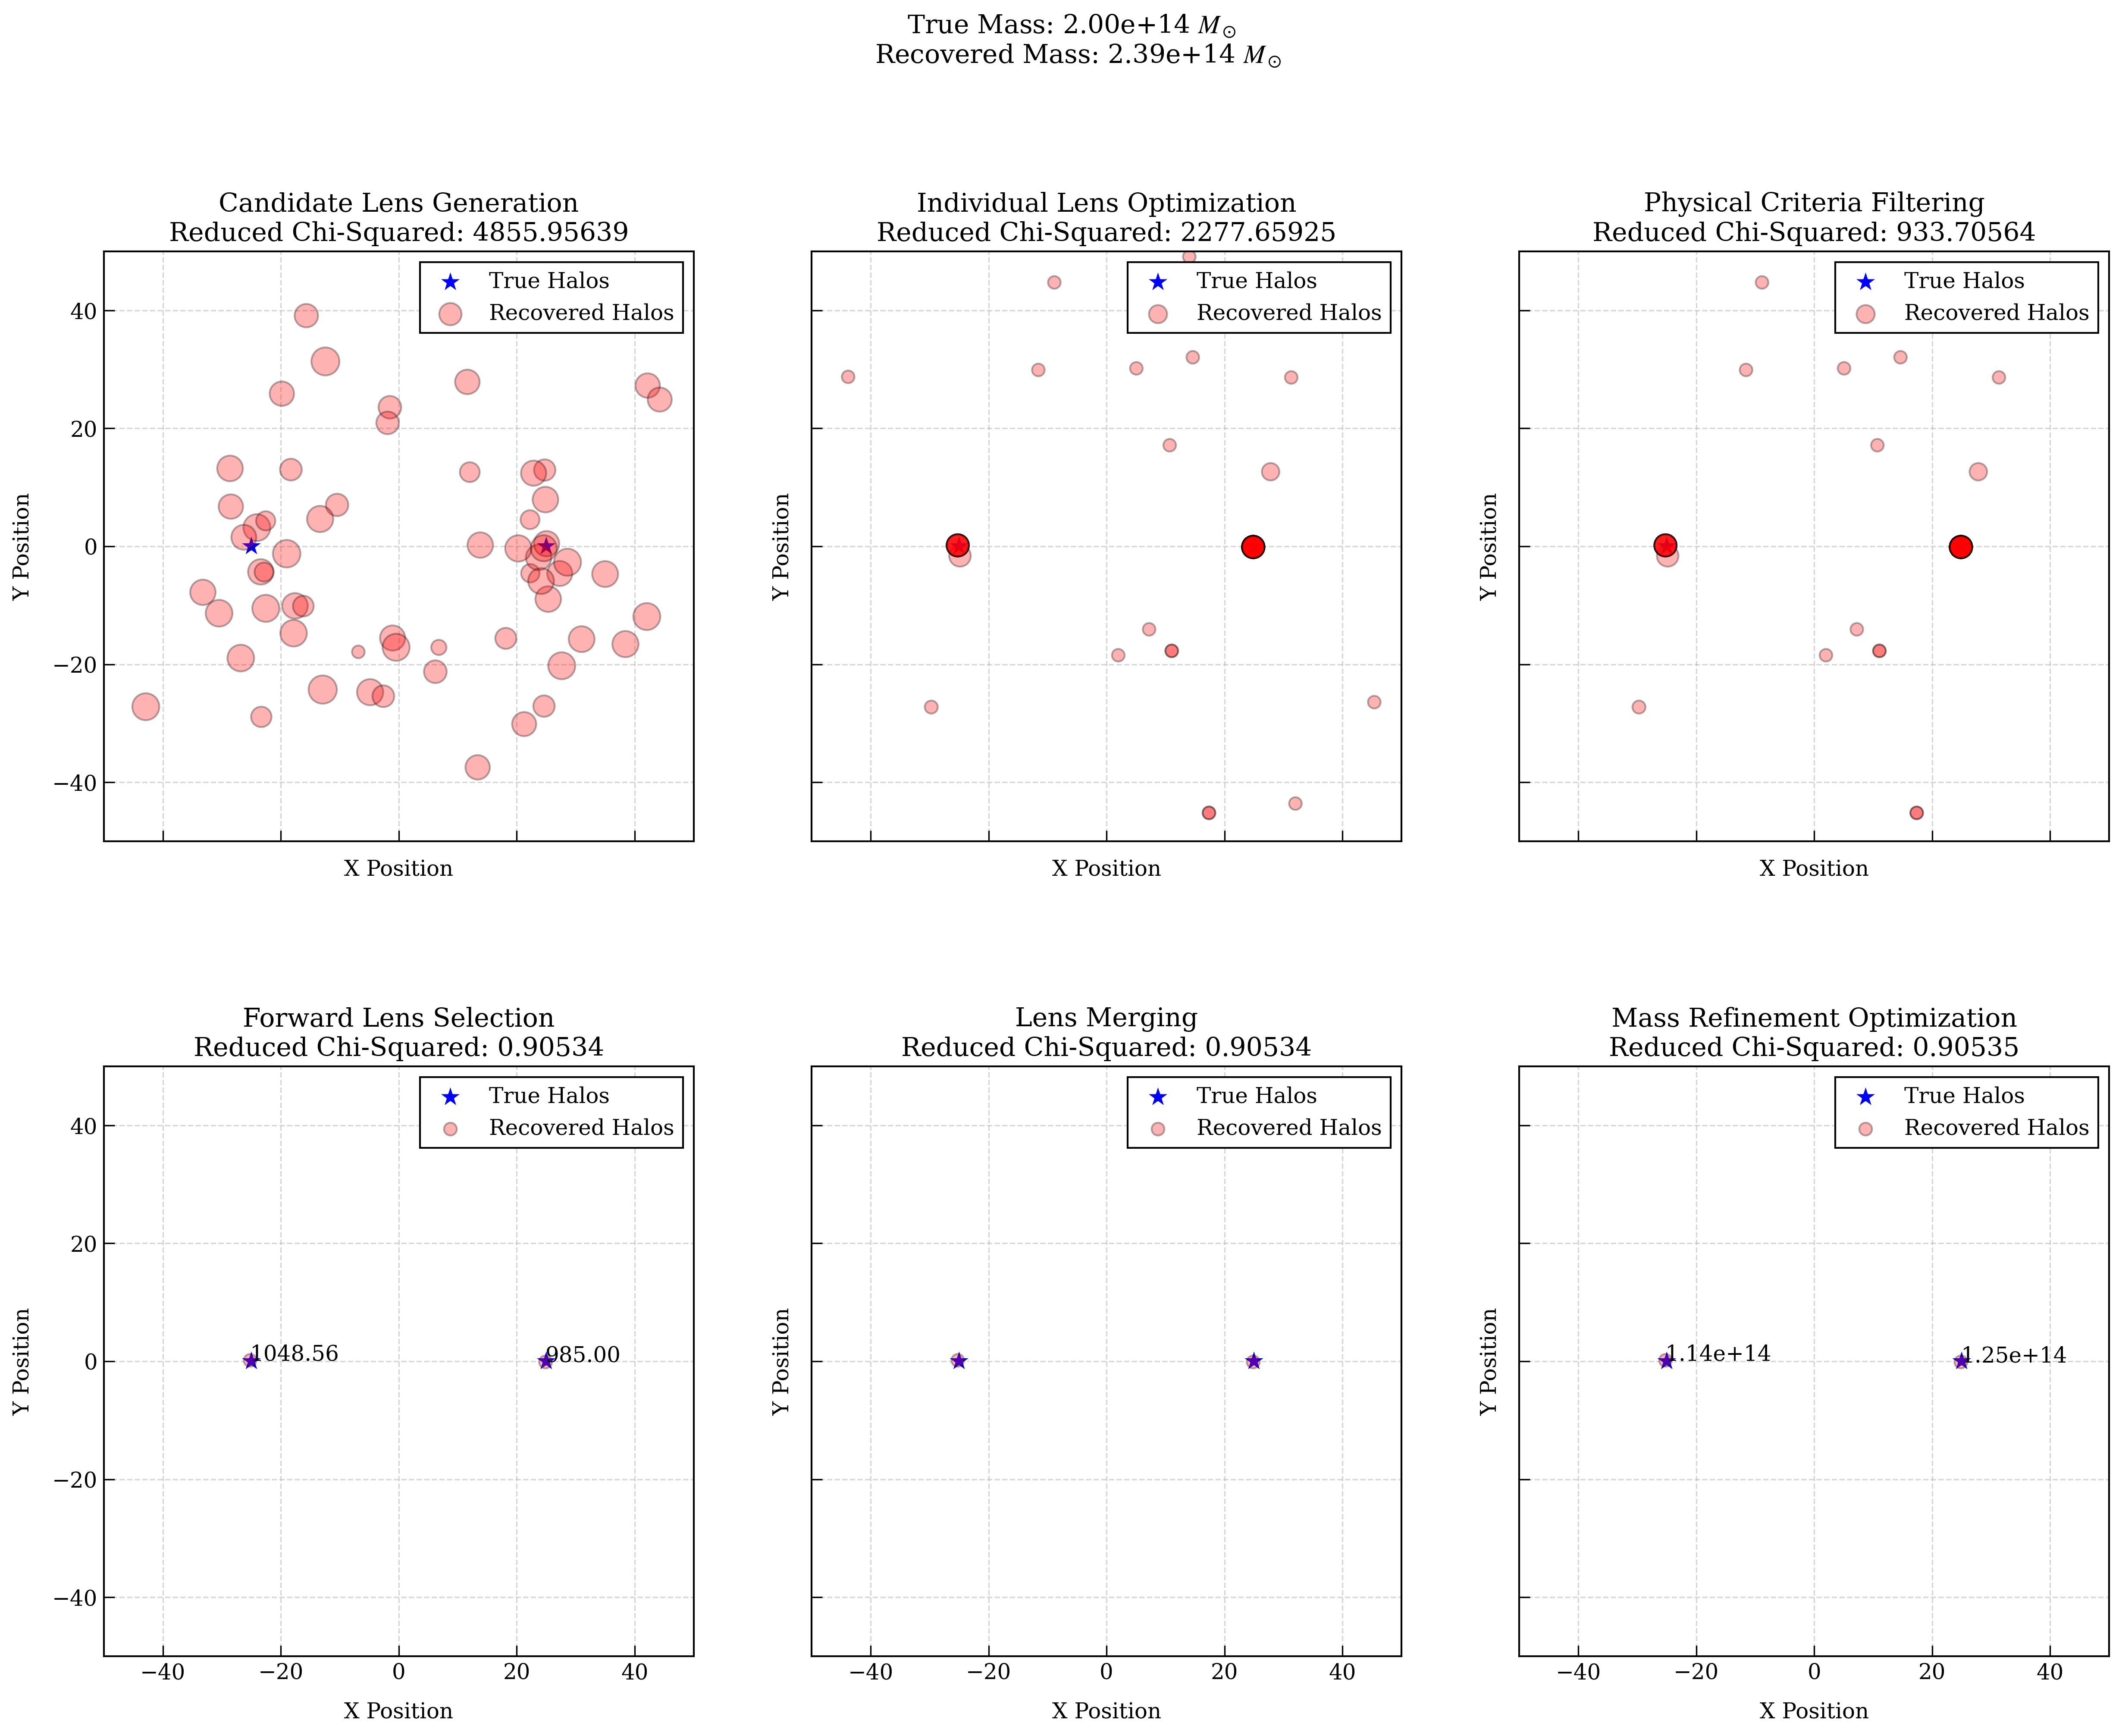 True Mass: 2.00e+14 M☉
Recovered Mass: 2.39e+14 M☉
Candidate Lens Generation
Reduced Chi-Squared: 4855.95639
True Halos
Recovered Halos
40
20
0
−20
−40
Y Position
X Position
Individual Lens Optimization
Reduced Chi-Squared: 2277.65925
True Halos
Recovered Halos
Y Position
X Position
Physical Criteria Filtering
Reduced Chi-Squared: 933.70564
True Halos
Recovered Halos
Y Position
X Position
Forward Lens Selection
Reduced Chi-Squared: 0.90534
True Halos
Recovered Halos
1048.56
985.00
40
20
0
−20
−40
Y Position
−40 −20 0 20 40
X Position
Lens Merging
Reduced Chi-Squared: 0.90534
True Halos
Recovered Halos
Y Position
−40 −20 0 20 40
X Position
Mass Refinement Optimization
Reduced Chi-Squared: 0.90535
True Halos
Recovered Halos
1.14e+14
1.25e+14
Y Position
−40 −20 0 20 40
X Position